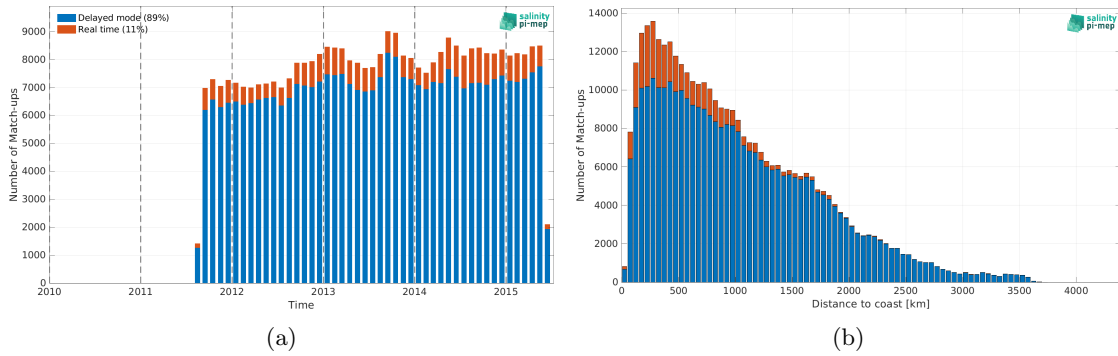 Delayed mode (89%)
Real time (11%)
salinity
pi-mep
Number of Match-ups
9000
8000
7000
6000
5000
4000
3000
2000
1000
0
2010
2011
2012
2013
2014
2015
Time
(a)
salinity
pi-mep
Number of Match-ups
14000
12000
10000
8000
6000
4000
2000
0
0
500
1000
1500
2000
2500
3000
3500
4000
Distance to coast [km]
(b)